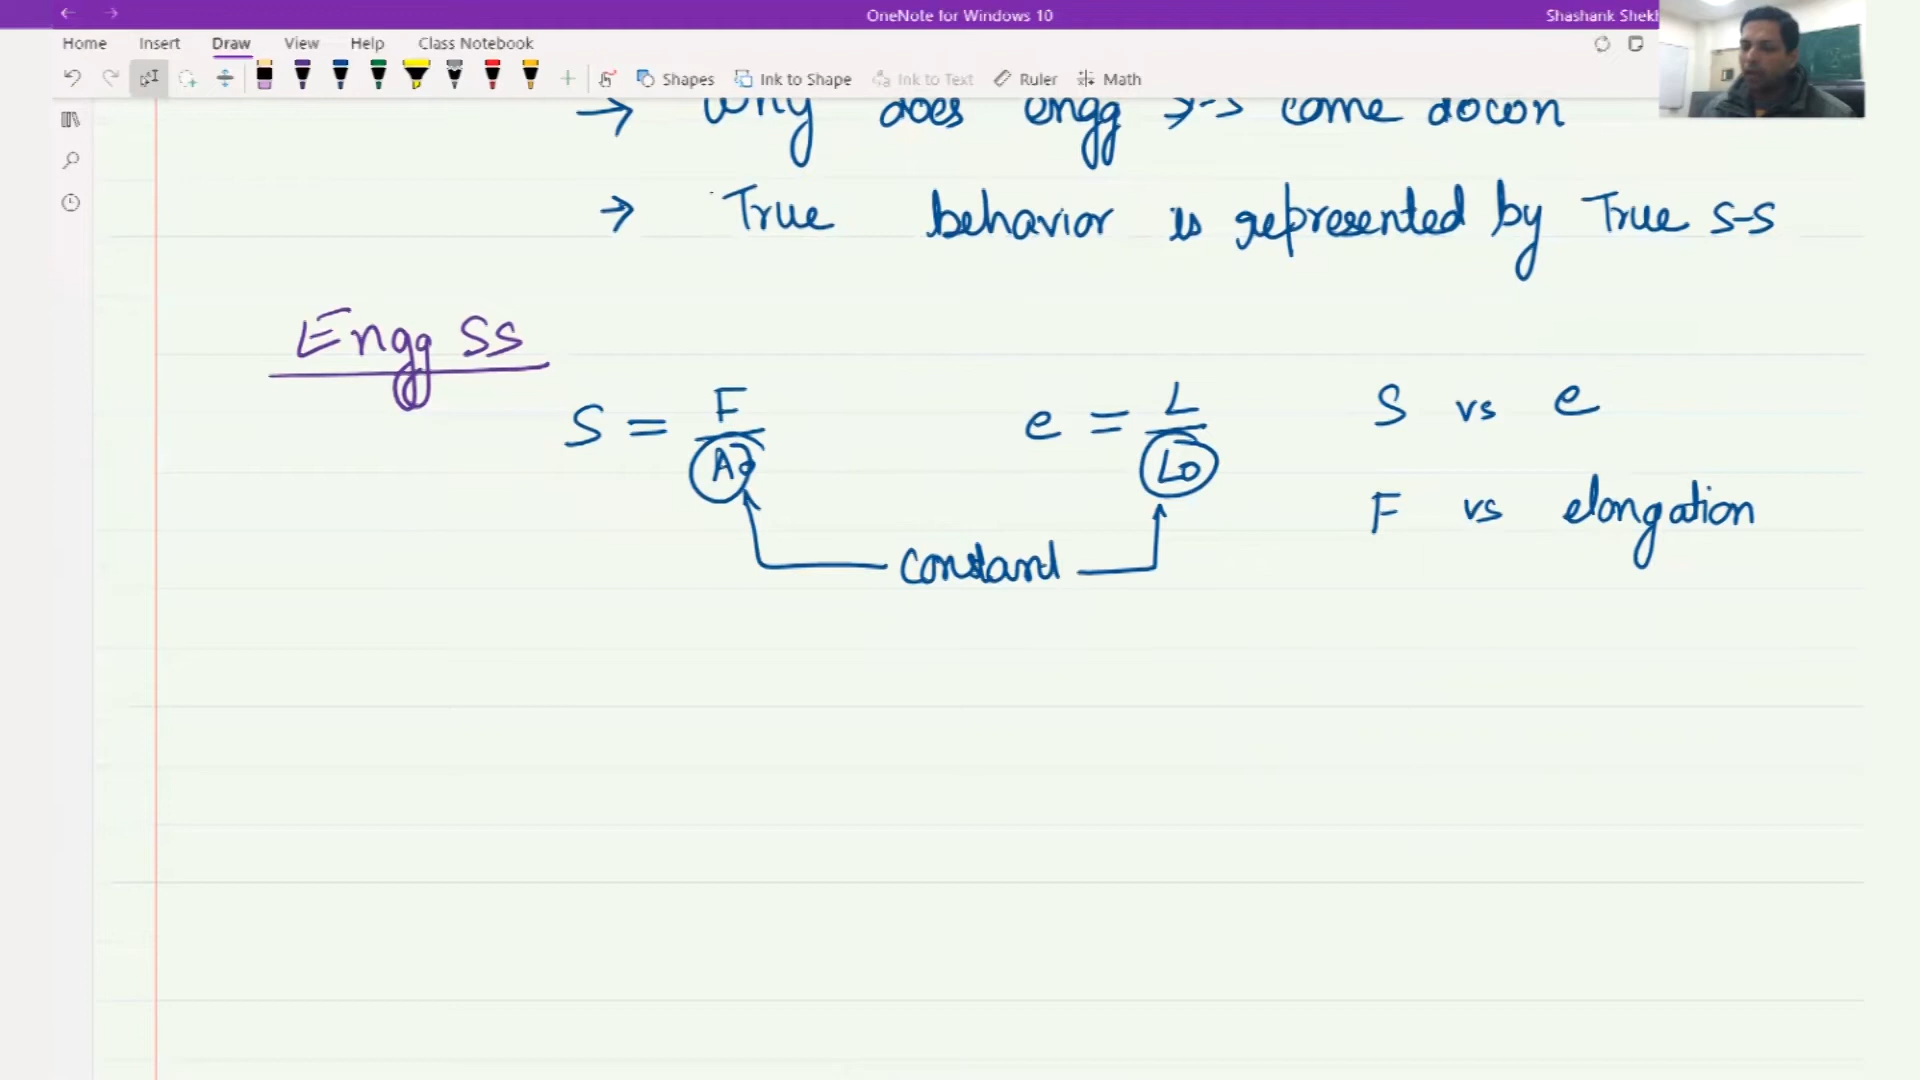 OneNote for Windows 10
Shashank Shekh
Home Insert Draw View Help Class Notebook
Shapes Ink to Shape Ink to Text Ruler Math
→ Why does engg s-s come down
→ True behavior is represented by True s-s
Engg SS
S = F / A0 e = L / L0 S vs e
F vs elongation
constant